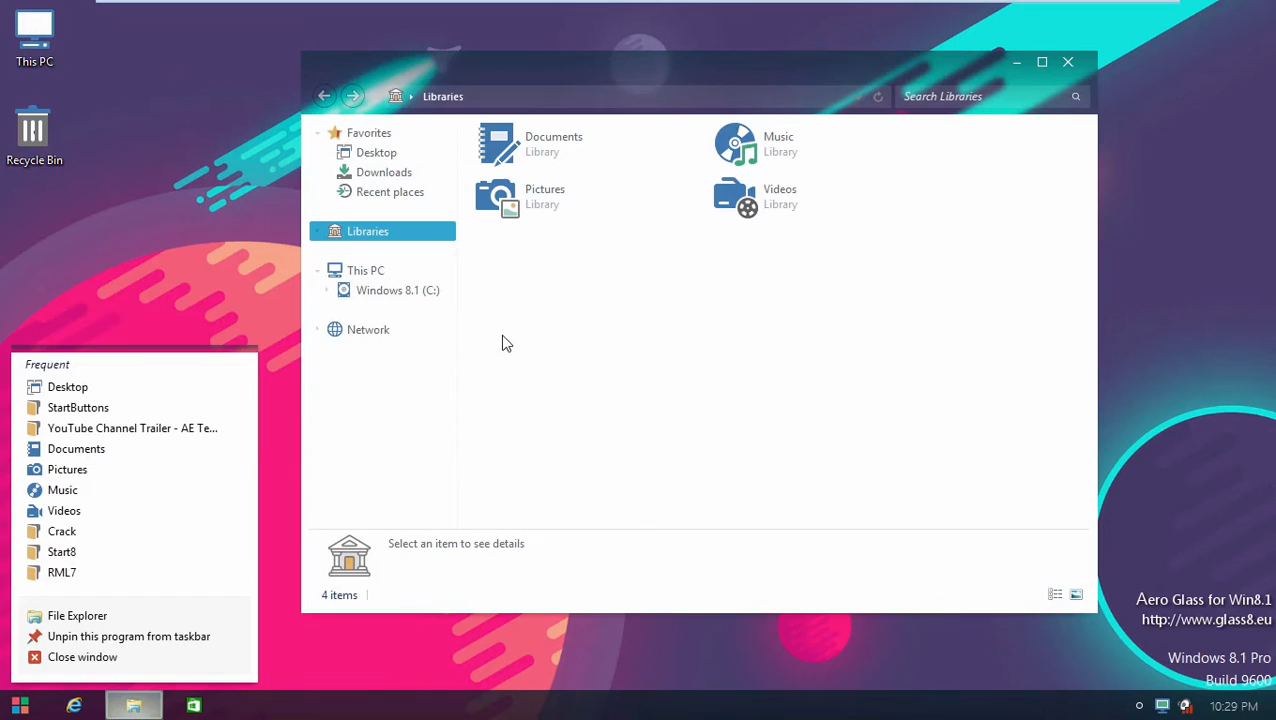 This PC
Recycle Bin
Libraries
Search Libraries
Favorites
Desktop
Downloads
Recent places
Libraries
This PC
Windows 8.1 (C:)
Network
Documents
Library
Music
Library
Pictures
Library
Videos
Library
Select an item to see details
4 items
Frequent
Desktop
StartButtons
YouTube Channel Trailer - AE Te...
Documents
Pictures
Music
Videos
Crack
Start8
RML7
File Explorer
Unpin this program from taskbar
Close window
Aero Glass for Win8.1
http://www.glass8.eu
Windows 8.1 Pro
Build 9600
10:29 PM